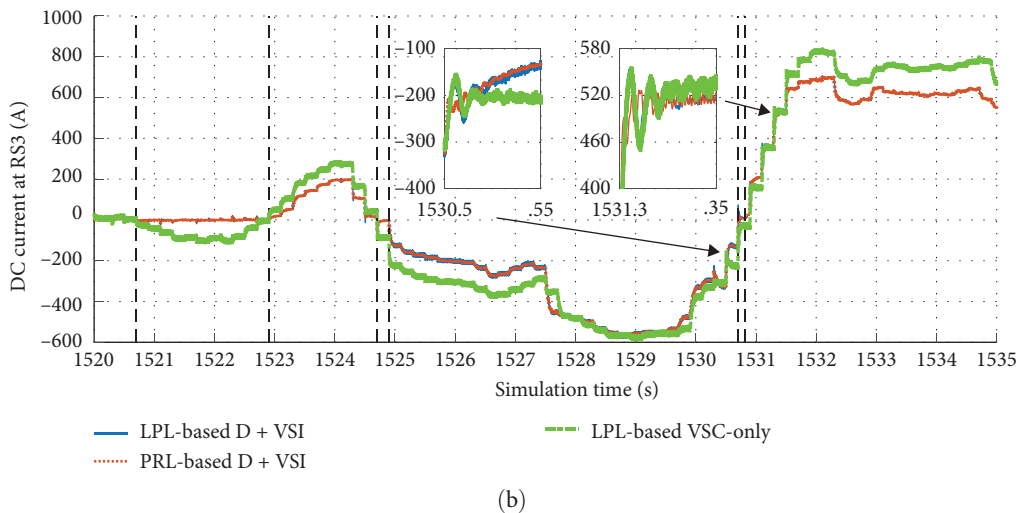 1000
800
600
400
200
0
−200
−400
−600
DC current at RS3 (A)
−100
−200
−300
−400
1530.5 .55
580
520
460
400
1531.3 .35
1520 1521 1522 1523 1524 1525 1526 1527 1528 1529 1530 1531 1532 1533 1534 1535
Simulation time (s)
LPL-based D + VSI
PRL-based D + VSI
LPL-based VSC-only
(b)